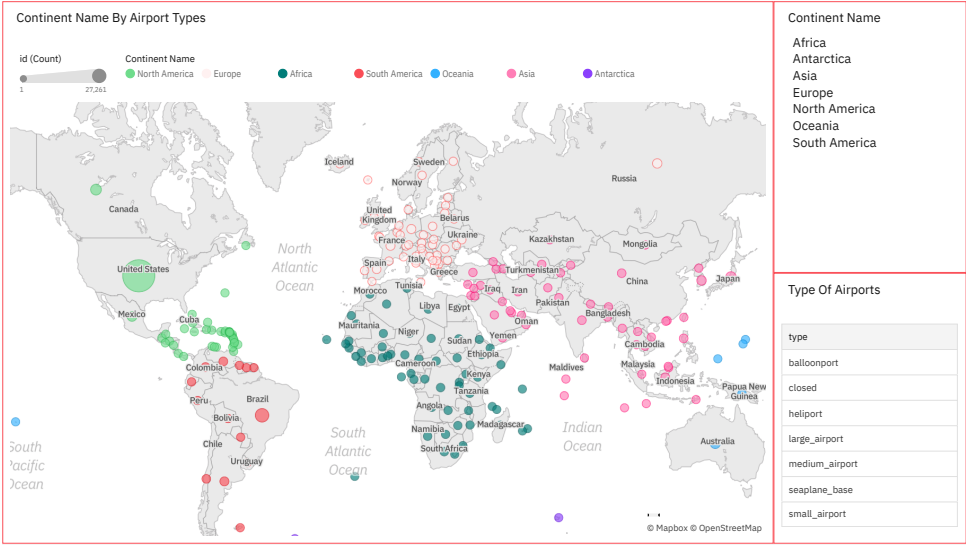 Continent Name By Airport Types
id (Count)
1
27,261
Continent Name
North America
Europe
Africa
South America
Oceania
Asia
Antarctica
Iceland
Sweden
Norway
Russia
Canada
United
Kingdom
Belarus
Ukraine
France
Kazakhstan
Mongolia
North
Atlantic
Ocean
United States
Spain
Italy
Greece
Turkmenistan
China
Japan
Morocco
Tunisia
Iraq
Iran
Pakistan
Mexico
Cuba
Libya
Egypt
Oman
Bangladesh
Mauritania
Niger
Sudan
Yemen
Colombia
Cameroon
Ethiopia
Maldives
Cambodia
Malaysia
Kenya
Indonesia
Peru
Brazil
Tanzania
Papua New
Guinea
Bolivia
Angola
Madagascar
South
Pacific
Ocean
Chile
South
Atlantic
Ocean
Namibia
Indian
Ocean
Australia
Uruguay
South Africa
© Mapbox © OpenStreetMap
Continent Name
Africa
Antarctica
Asia
Europe
North America
Oceania
South America
Type Of Airports
type
balloonport
closed
heliport
large_airport
medium_airport
seaplane_base
small_airport